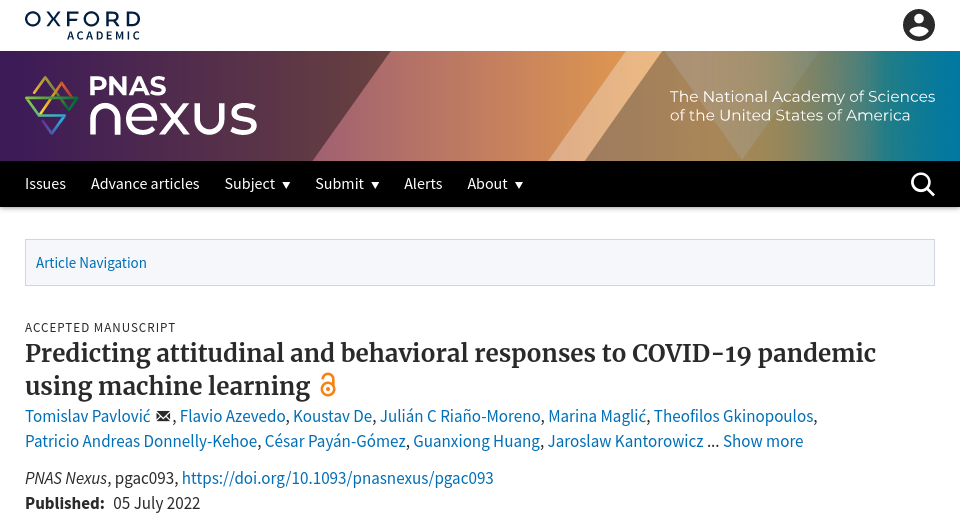 OXFORD
ACADEMIC
PNAS
nexus
The National Academy of Sciences
of the United States of America
Issues Advance articles Subject ▼ Submit ▼ Alerts About ▼
Article Navigation
ACCEPTED MANUSCRIPT
Predicting attitudinal and behavioral responses to COVID-19 pandemic
using machine learning
Tomislav Pavlović, Flavio Azevedo, Koustav De, Julián C Riaño-Moreno, Marina Maglić, Theofilos Gkinopoulos,
Patricio Andreas Donnelly-Kehoe, César Payán-Gómez, Guanxiong Huang, Jaroslaw Kantorowicz ... Show more
PNAS Nexus, pgac093, https://doi.org/10.1093/pnasnexus/pgac093
Published: 05 July 2022